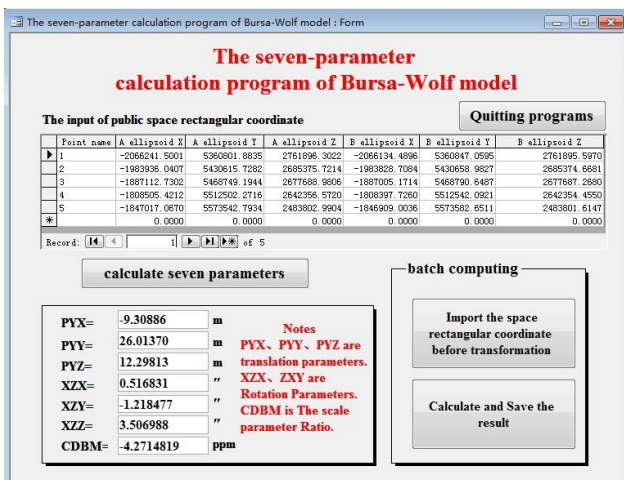 The seven-parameter calculation program of Bursa-Wolf model : Form
The seven-parameter
calculation program of Bursa-Wolf model
The input of public space rectangular coordinate
Quitting programs
Point name A ellipsoid X A ellipsoid Y A ellipsoid Z B ellipsoid X B ellipsoid Y B ellipsoid Z
1 -2066241.5001 5360801.8835 2761896.3022 -2066134.4896 5360847.0595 2761895.5970
2 -1983936.0407 5430615.7282 2685375.7214 -1983828.7084 5430658.9827 2685374.6681
3 -1887112.7302 5468749.1944 2677688.9806 -1887005.1714 5468790.6487 2677687.2680
4 -1808505.4212 5512502.2716 2642356.5720 -1808397.7260 5512542.0921 2642354.4550
5 -1847017.0670 5573542.7934 2483802.9904 -1846909.0036 5573582.6511 2483801.6147
* 0.0000 0.0000 0.0000 0.0000 0.0000 0.0000
Record: 1 of 5
calculate seven parameters
PYX= -9.30886 m
PYY= 26.01370 m
PYZ= 12.29813 m
XZX= 0.516831 "
XZY= -1.218477 "
XZZ= 3.506988 "
CDBM= -4.2714819 ppm
Notes
PYX、PYY、PYZ are
translation parameters.
XZX、ZXY are
Rotation Parameters.
CDBM is The scale
parameter Ratio.
batch computing
Import the space
rectangular coordinate
before transformation
Calculate and Save the
result